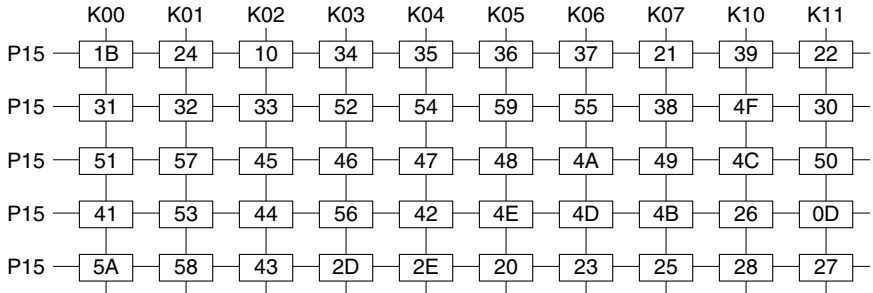 K00 K01 K02 K03 K04 K05 K06 K07 K10 K11
P15 1B 24 10 34 35 36 37 21 39 22
P15 31 32 33 52 54 59 55 38 4F 30
P15 51 57 45 46 47 48 4A 49 4C 50
P15 41 53 44 56 42 4E 4D 4B 26 0D
P15 5A 58 43 2D 2E 20 23 25 28 27